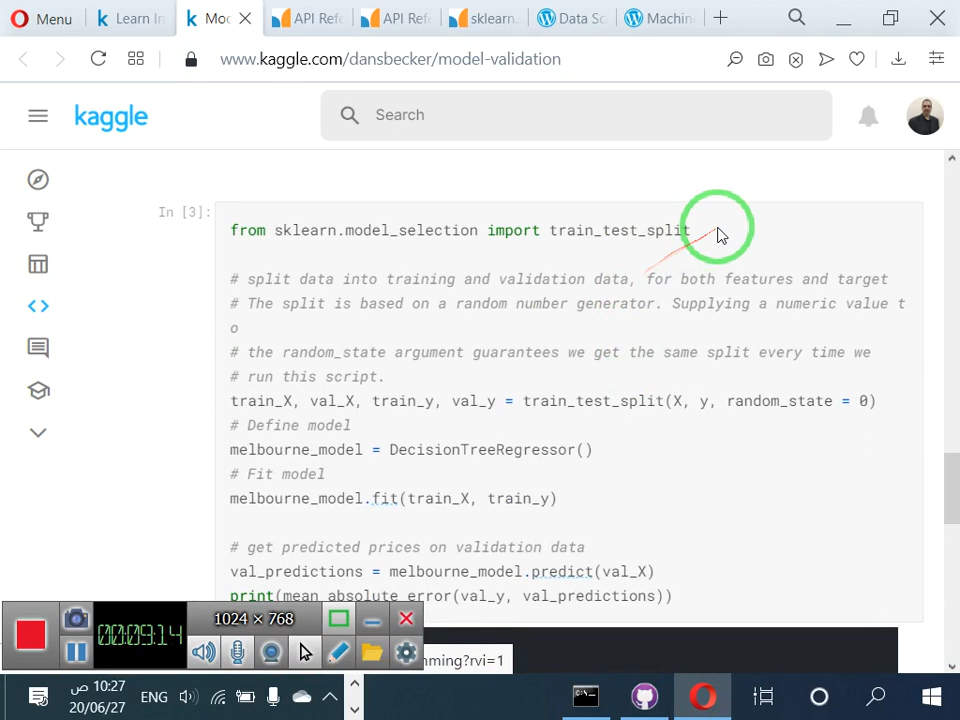 Menu
Learn In
Mod
API Refe
API Refe
sklearn.
Data Sc
Machin
www.kaggle.com/dansbecker/model-validation
kaggle
Search
In [3]:
from sklearn.model_selection import train_test_split
# split data into training and validation data, for both features and target
# The split is based on a random number generator. Supplying a numeric value t
o
# the random_state argument guarantees we get the same split every time we
# run this script.
train_X, val_X, train_y, val_y = train_test_split(X, y, random_state = 0)
# Define model
melbourne_model = DecisionTreeRegressor()
# Fit model
melbourne_model.fit(train_X, train_y)
# get predicted prices on validation data
val_predictions = melbourne_model.predict(val_X)
print(mean_absolute_error(val_y, val_predictions))
1024 × 768
00:09:14
mming?rvi=1
10:27 ص
20/06/27
ENG